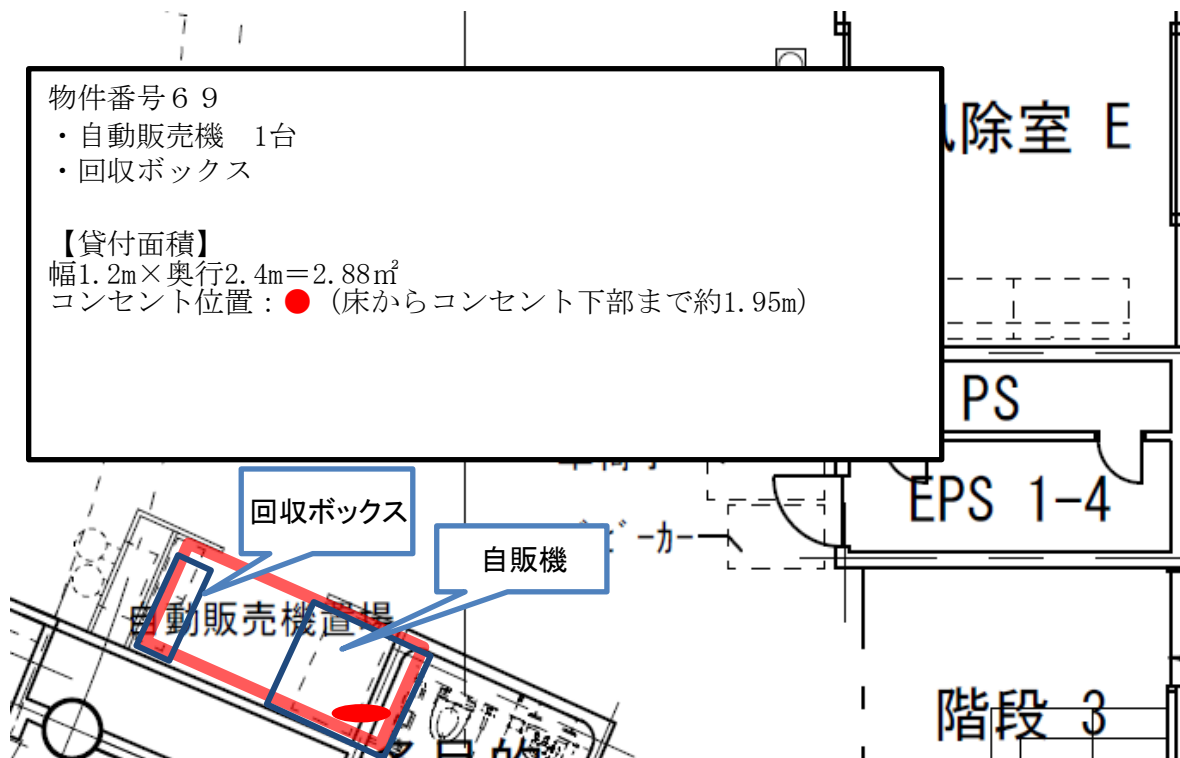 物件番号６９
・自動販売機　1台
・回収ボックス
【貸付面積】
幅1.2m×奥行2.4m＝2.88㎡
コンセント位置：● (床からコンセント下部まで約1.95m)
除室 E
PS
EPS 1-4
ビーカー
回収ボックス
自販機
自動販売機置場
階段 3